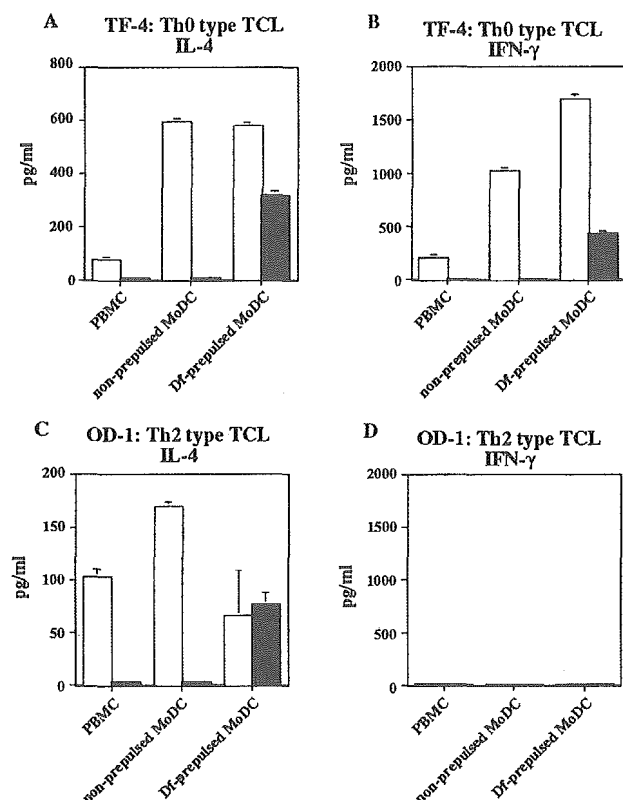 A
TF-4: Th0 type TCL
IL-4
800
600
400
200
0
pg/ml
PBMC
non-prepulsed MoDC
Df-prepulsed MoDC
B
TF-4: Th0 type TCL
IFN-γ
2000
1500
1000
500
0
pg/ml
PBMC
non-prepulsed MoDC
Df-prepulsed MoDC
C
OD-1: Th2 type TCL
IL-4
200
150
100
50
0
pg/ml
PBMC
non-prepulsed MoDC
Df-prepulsed MoDC
D
OD-1: Th2 type TCL
IFN-γ
2000
1500
1000
500
0
pg/ml
PBMC
non-prepulsed MoDC
Df-prepulsed MoDC